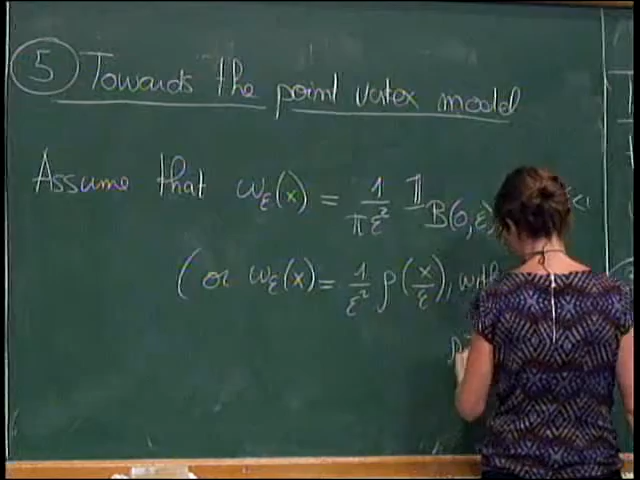 5 Towards the point vortex model
Assume that ω_ε(x) = 1/(πε²) 𝟙_B(0,ε)
(or ω_ε(x) = 1/ε² ρ(x/ε), with